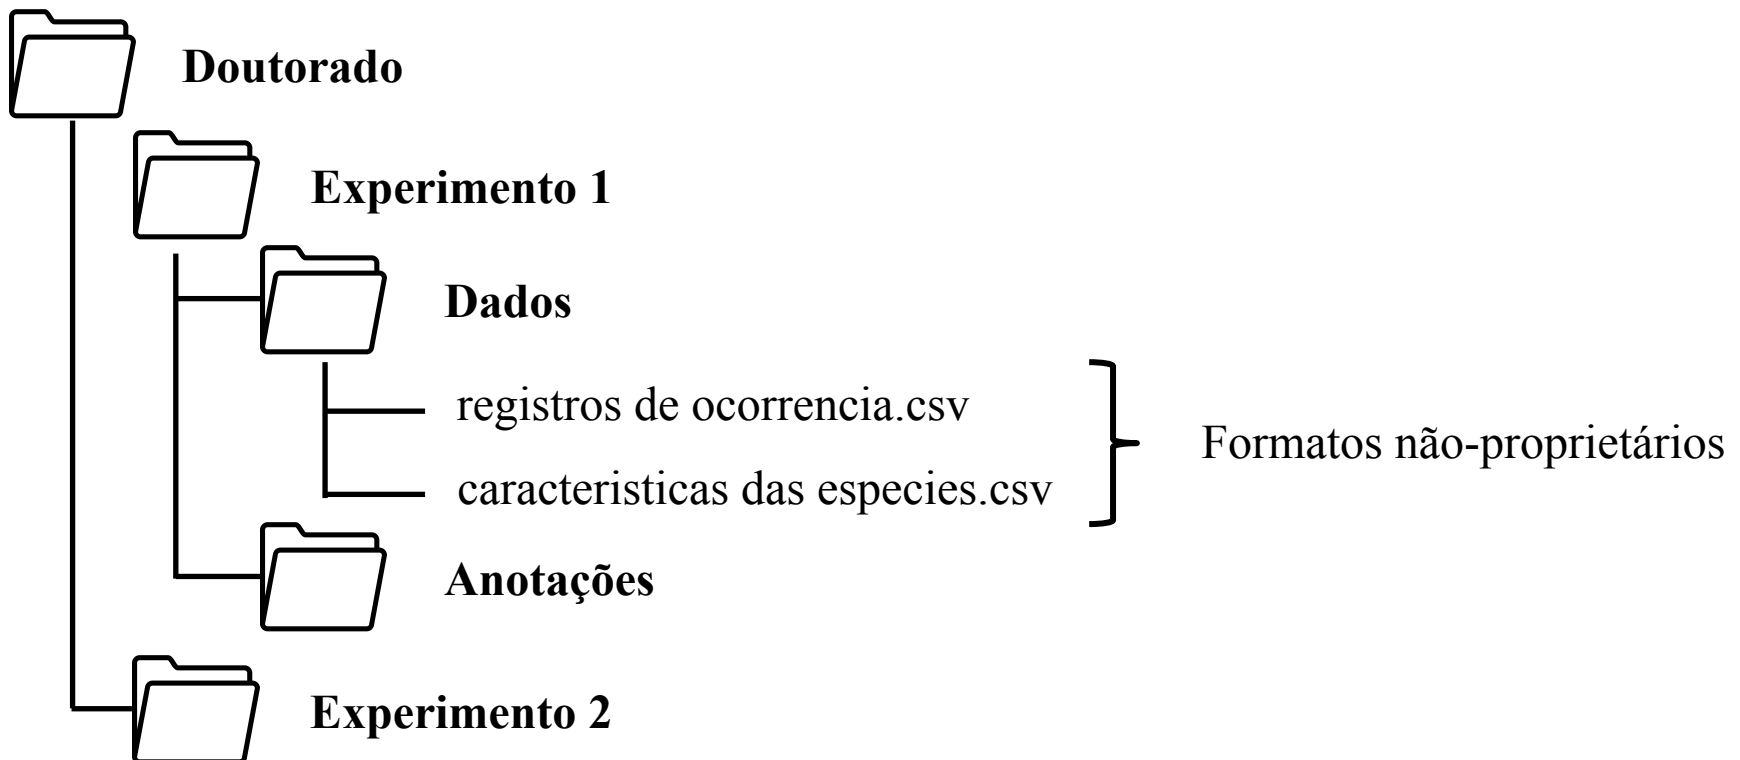 Doutorado
Experimento 1
Dados
registros de ocorrencia.csv
caracteristicas das especies.csv
Formatos não-proprietários
Anotações
Experimento 2